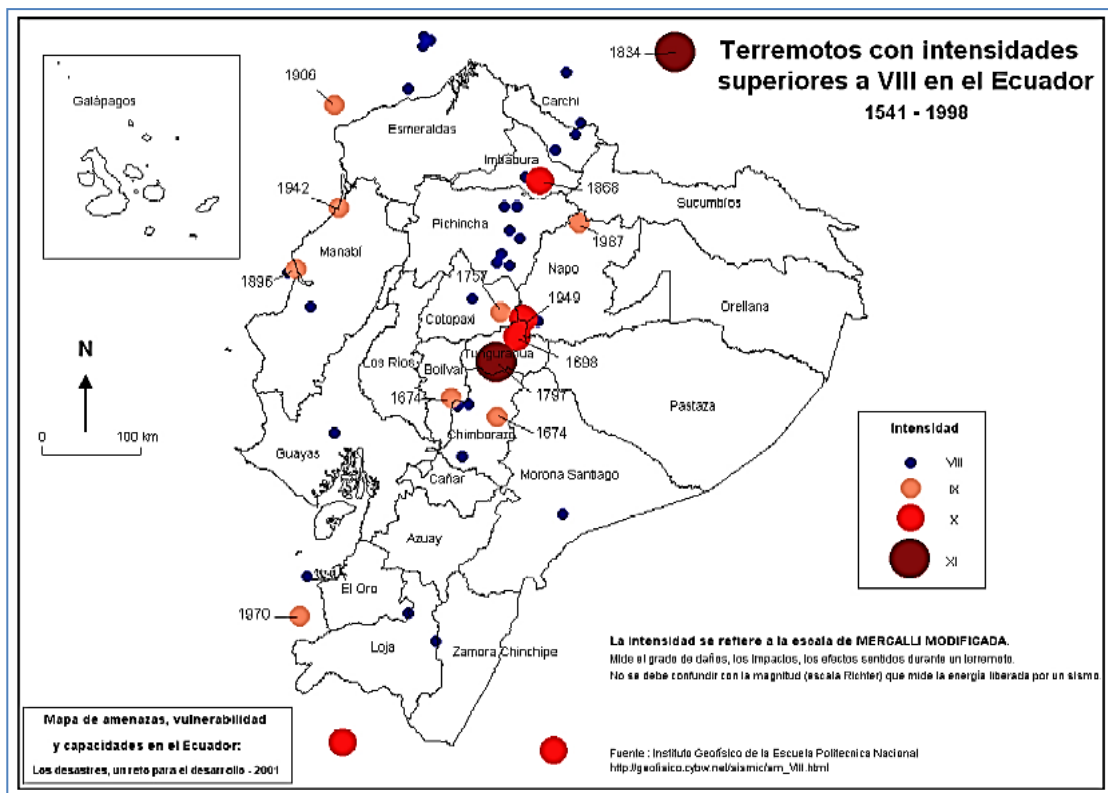 Terremotos con intensidades
superiores a VIII en el Ecuador
1541 - 1998
1834
Galápagos
1906
Carchi
Esmeraldas
Imbabura
1868
Sucumbíos
1942
Pichincha
1987
Manabí
Napo
1896
1757
1949
Orellana
Cotopaxi
Tungurahua
1698
Los Rios
Bolívar
N
1797
1674
Pastaza
0 100 km
1674
Chimborazo
Guayas
Morona Santiago
Cañar
Azuay
El Oro
1970
Loja
Zamora Chinchipe
Intensidad
VIII
IX
X
XI
La intensidad se refiere a la escala de MERCALLI MODIFICADA.
Mide el grado de daños, los impactos, los efectos sentidos durante un terremoto.
No se debe confundir con la magnitud (escala Richter) que mide la energía liberada por un sismo.
Mapa de amenazas, vulnerabilidad
y capacidades en el Ecuador:
Los desastres, un reto para el desarrollo - 2001
Fuente : Instituto Geofísico de la Escuela Politecnica Nacional
http://geofisico.cybw.net/sismic/sm_VIII.html